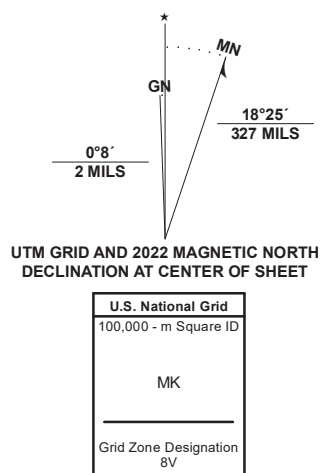 ★
MN
GN
18°25´
327 MILS
0°8´
2 MILS
UTM GRID AND 2022 MAGNETIC NORTH
DECLINATION AT CENTER OF SHEET
U.S. National Grid
100,000 - m Square ID
MK
Grid Zone Designation
8V